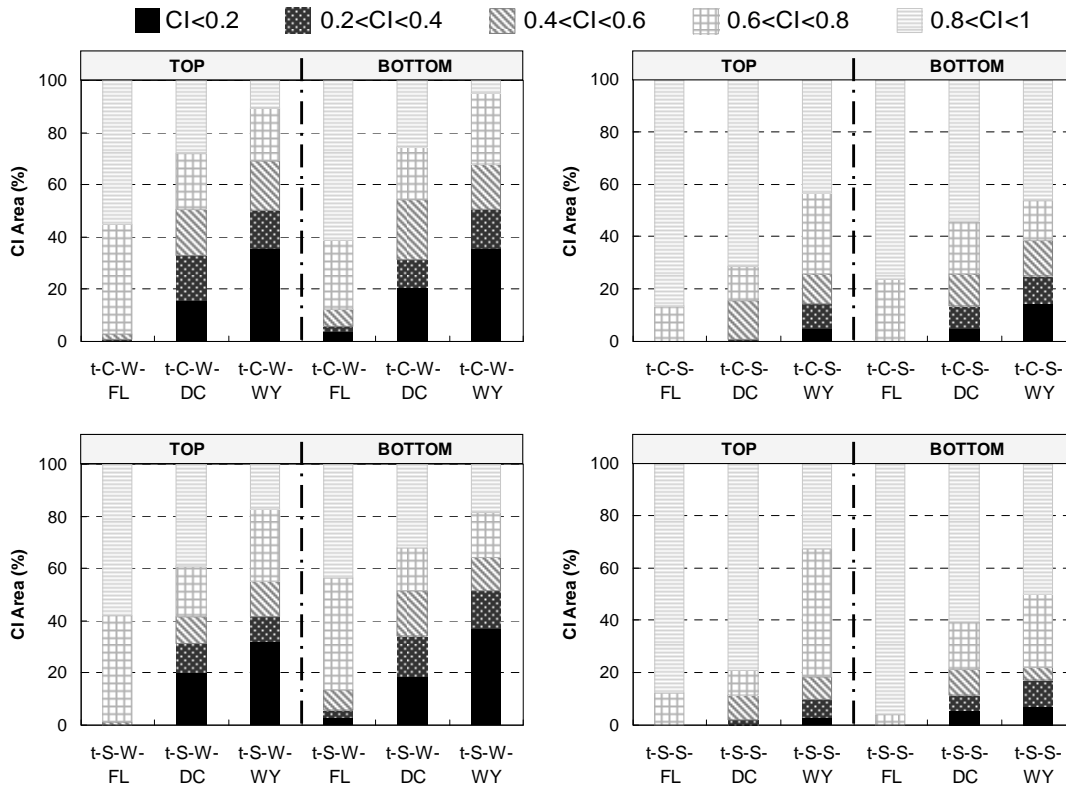 CI<0.2 0.2<CI<0.4 0.4<CI<0.6 0.6<CI<0.8 0.8<CI<1
TOP BOTTOM
CI Area (%)
100
80
60
40
20
0
t-C-W-FL t-C-W-DC t-C-W-WY t-C-W-FL t-C-W-DC t-C-W-WY
TOP BOTTOM
CI Area (%)
100
80
60
40
20
0
t-C-S-FL t-C-S-DC t-C-S-WY t-C-S-FL t-C-S-DC t-C-S-WY
TOP BOTTOM
CI Area (%)
100
80
60
40
20
0
t-S-W-FL t-S-W-DC t-S-W-WY t-S-W-FL t-S-W-DC t-S-W-WY
TOP BOTTOM
CI Area (%)
100
80
60
40
20
0
t-S-S-FL t-S-S-DC t-S-S-WY t-S-S-FL t-S-S-DC t-S-S-WY